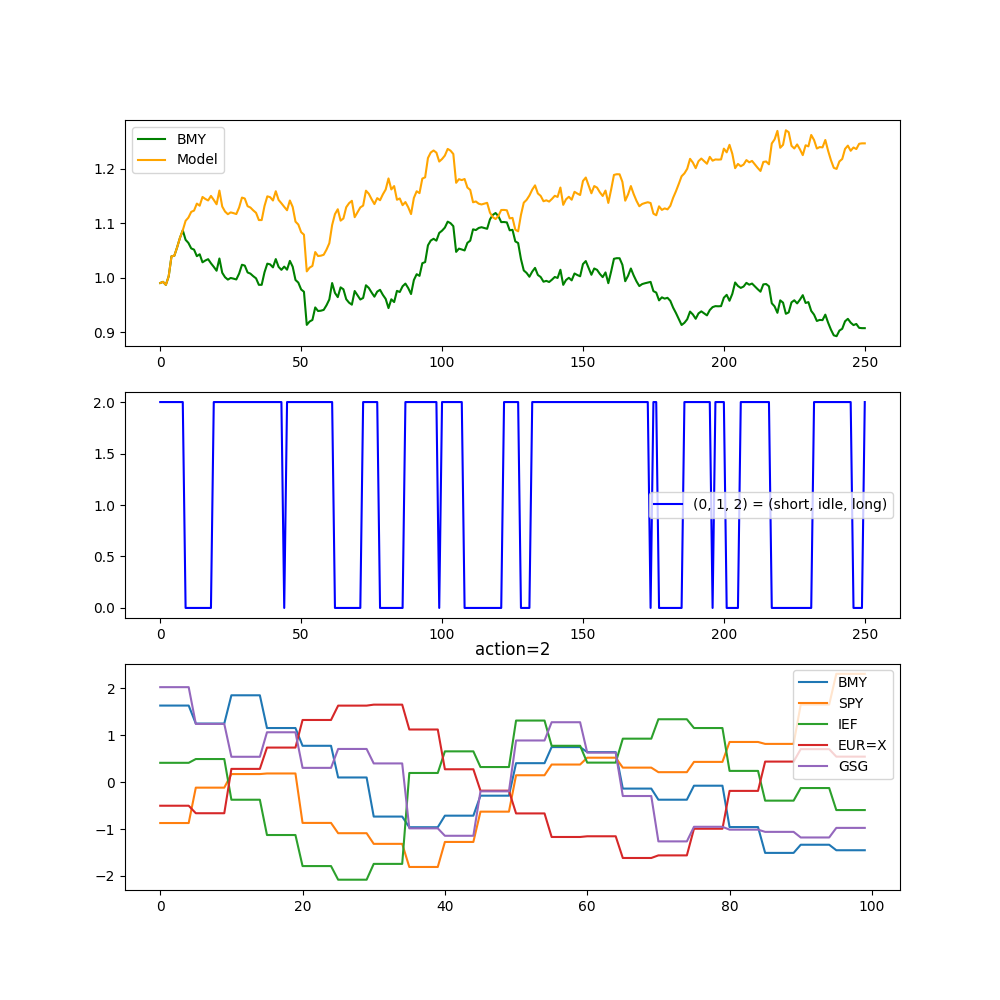 BMY
Model
1.2
1.1
1.0
0.9
0 50 100 150 200 250
2.0
1.5
1.0
0.5
0.0
(0, 1, 2) = (short, idle, long)
0 50 100 150 200 250
action=2
2
1
0
−1
−2
BMY
SPY
IEF
EUR=X
GSG
0 20 40 60 80 100